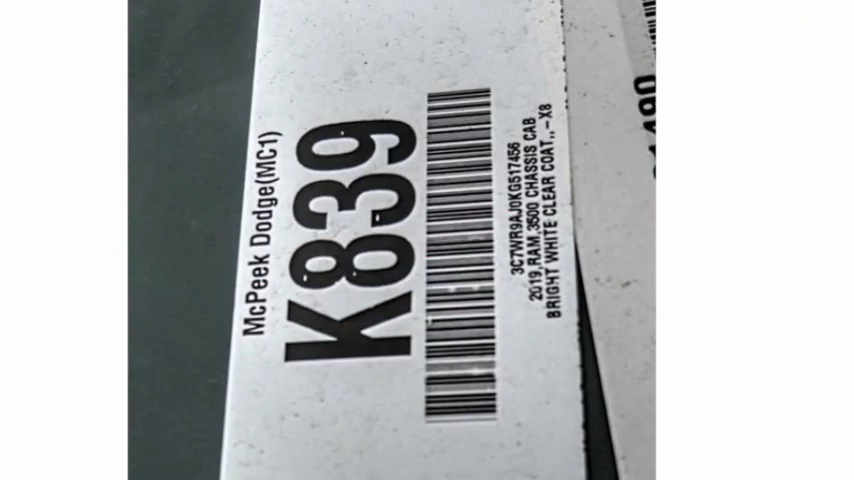 McPeek Dodge(MC1)
K839
3C7WR9AJ0KG517456
2019,RAM,3500 CHASSIS CAB
BRIGHT WHITE CLEAR COAT,,-X8